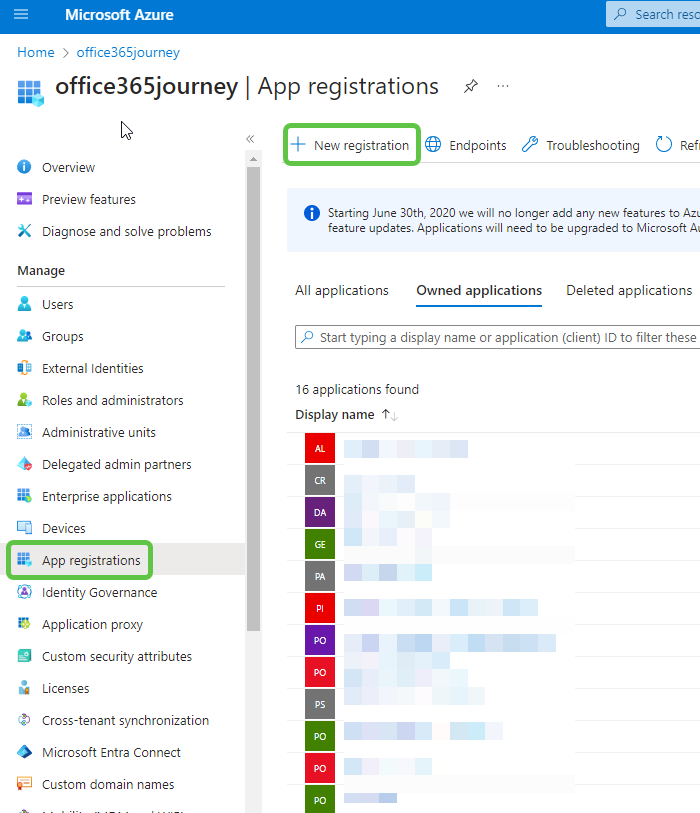 Microsoft Azure
Search resc
Home > office365journey
office365journey | App registrations
New registration
Endpoints
Troubleshooting
Refr
Overview
Preview features
Diagnose and solve problems
Manage
Users
Groups
External Identities
Roles and administrators
Administrative units
Delegated admin partners
Enterprise applications
Devices
App registrations
Identity Governance
Application proxy
Custom security attributes
Licenses
Cross-tenant synchronization
Microsoft Entra Connect
Custom domain names
Starting June 30th, 2020 we will no longer add any new features to Azu
feature updates. Applications will need to be upgraded to Microsoft Au
All applications
Owned applications
Deleted applications
Start typing a display name or application (client) ID to filter these
16 applications found
Display name
AL
CR
DA
GE
PA
PI
PO
PO
PS
PO
PO
PO